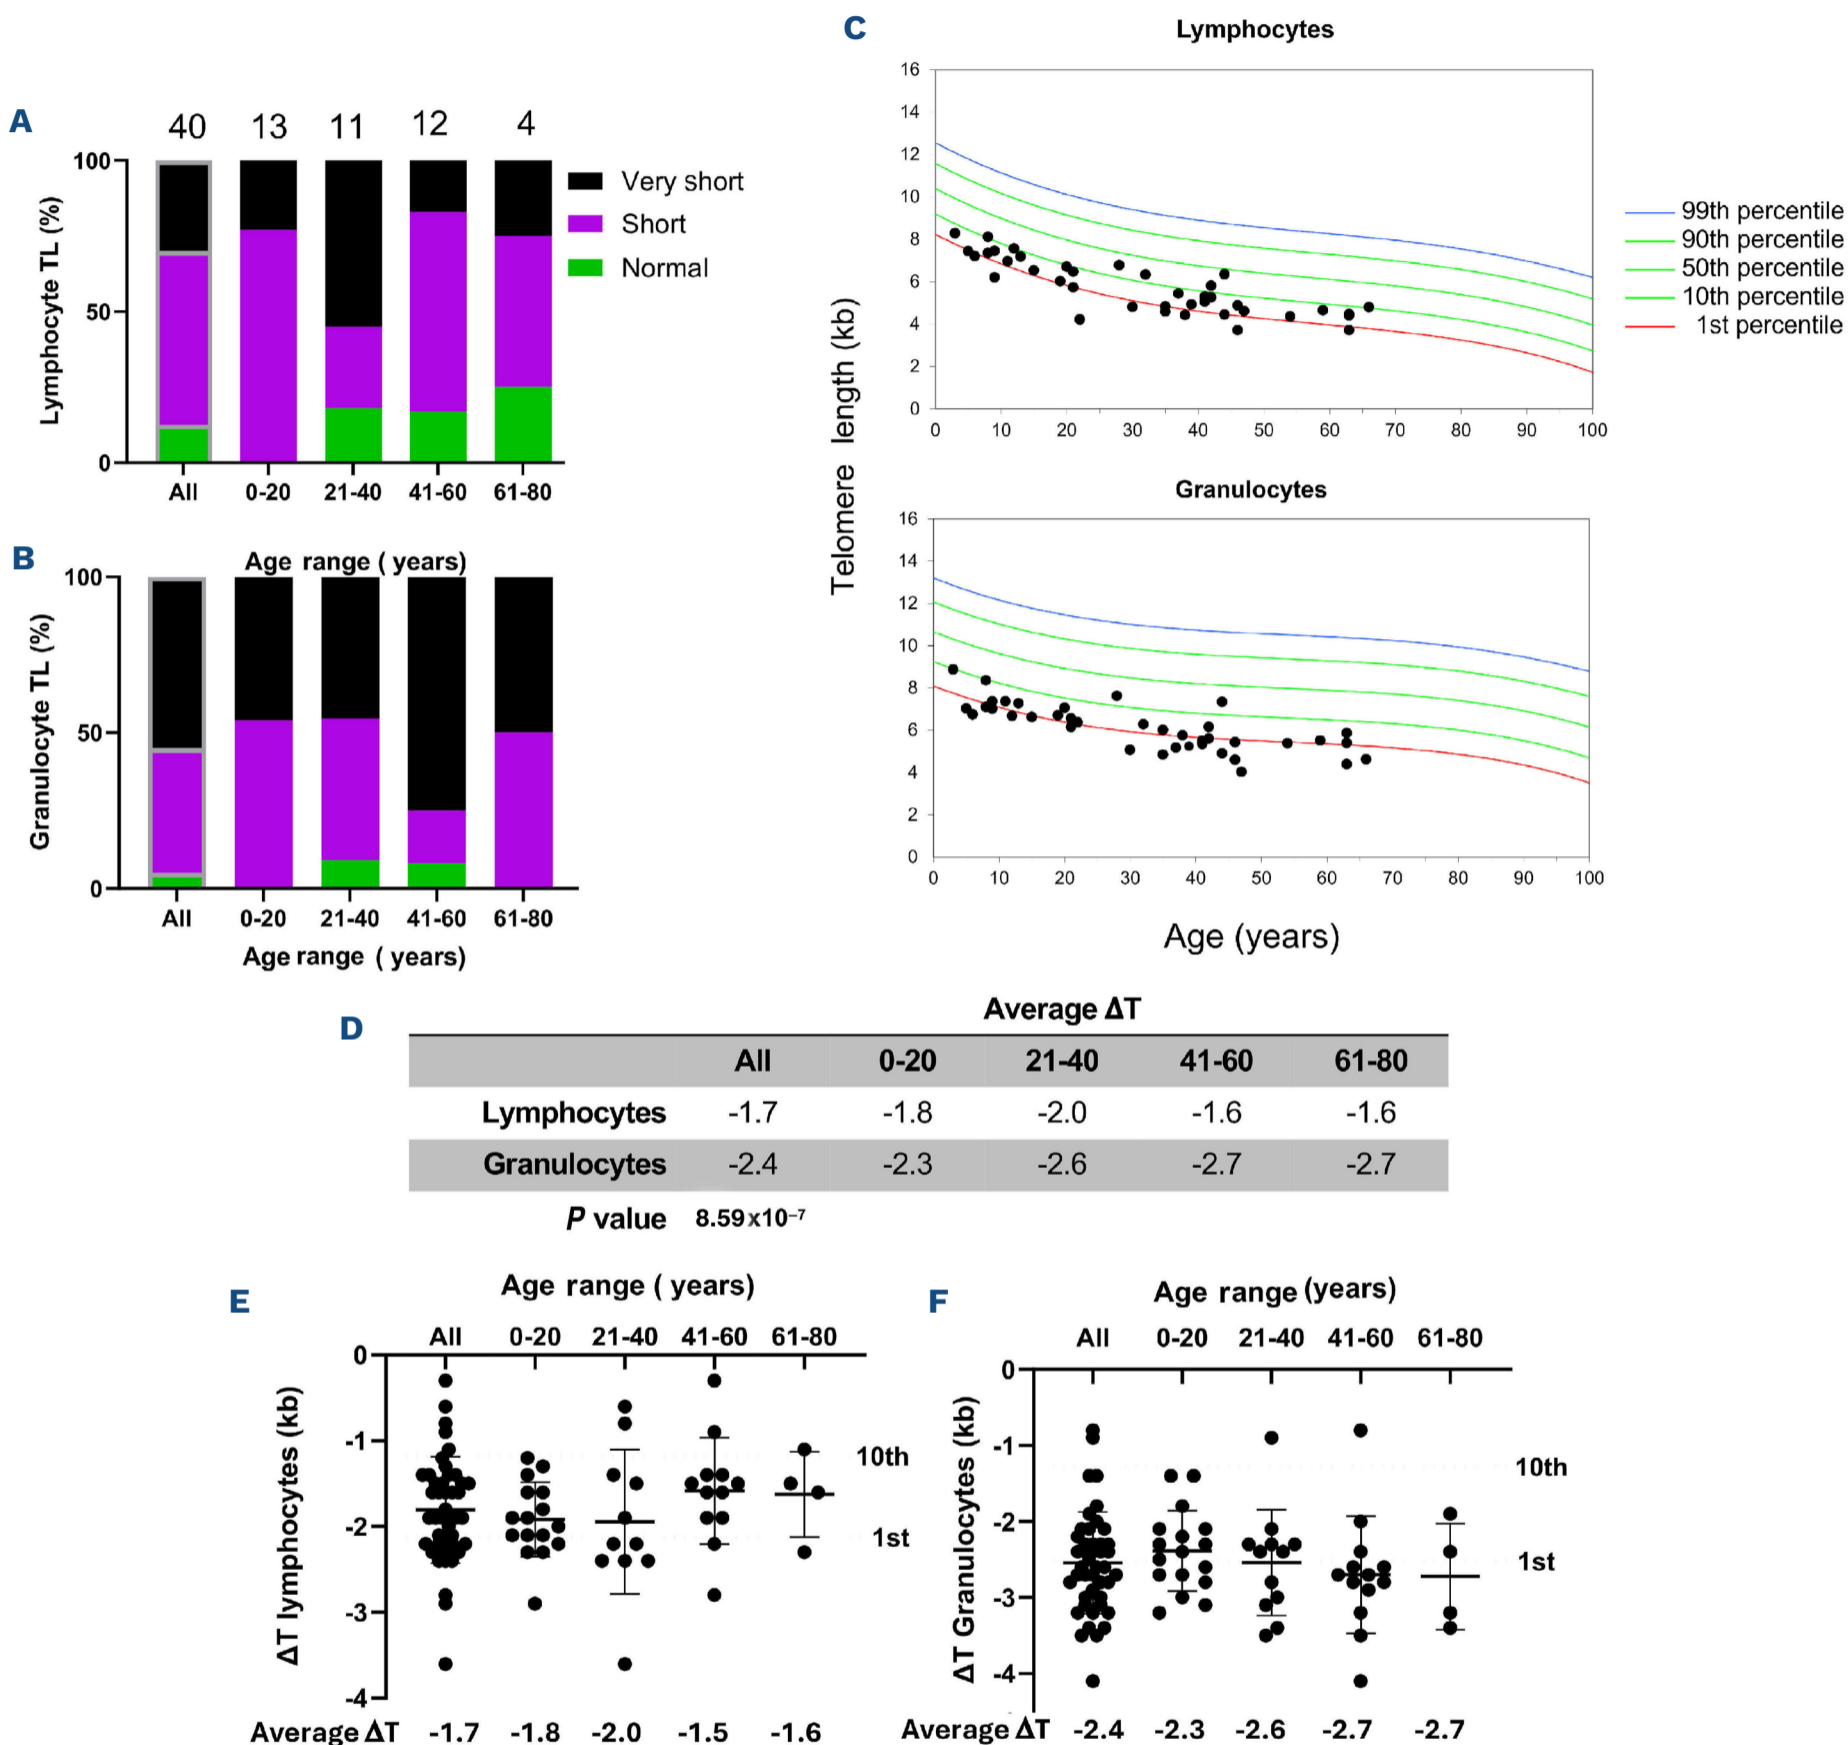 A
40 13 11 12 4
Lymphocyte TL (%)
100
50
0
All 0-20 21-40 41-60 61-80
Age range ( years)
Very short
Short
Normal
B
Granulocyte TL (%)
100
50
0
All 0-20 21-40 41-60 61-80
Age range ( years)
C
Lymphocytes
Telomere length (kb)
16
14
12
10
8
6
4
2
0
0 10 20 30 40 50 60 70 80 90 100
99th percentile
90th percentile
50th percentile
10th percentile
1st percentile
Granulocytes
16
14
12
10
8
6
4
2
0
0 10 20 30 40 50 60 70 80 90 100
Age (years)
D
Average ΔT
All 0-20 21-40 41-60 61-80
Lymphocytes -1.7 -1.8 -2.0 -1.6 -1.6
Granulocytes -2.4 -2.3 -2.6 -2.7 -2.7
P value 8.59x10⁻⁷
E
Age range ( years)
All 0-20 21-40 41-60 61-80
ΔT lymphocytes (kb)
0
-1
-2
-3
-4
10th
1st
Average ΔT -1.7 -1.8 -2.0 -1.5 -1.6
F
Age range (years)
All 0-20 21-40 41-60 61-80
ΔT Granulocytes (kb)
0
-1
-2
-3
-4
10th
1st
Average ΔT -2.4 -2.3 -2.6 -2.7 -2.7